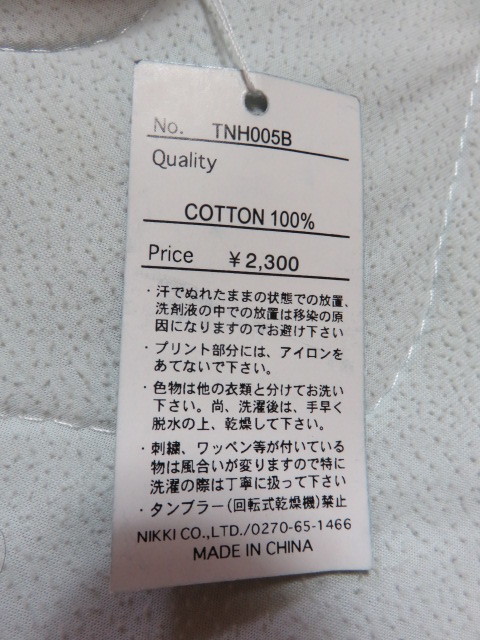 No. TNH005B
Quality
COTTON 100%
Price ¥2,300
・汗でぬれたままの状態での放置、
洗剤液の中での放置は移染の原
因になりますのでお避け下さい
・プリント部分には、アイロンを
あてないで下さい。
・色物は他の衣類と分けてお洗い
下さい。尚、洗濯後は、手早く
脱水の上、乾燥して下さい。
・刺繍、ワッペン等が付いている
物は風合いが変りますので特に
洗濯の際は丁寧に扱って下さい
・タンブラー(回転式乾燥機)禁止
NIKKI CO.,LTD./0270-65-1466
MADE IN CHINA